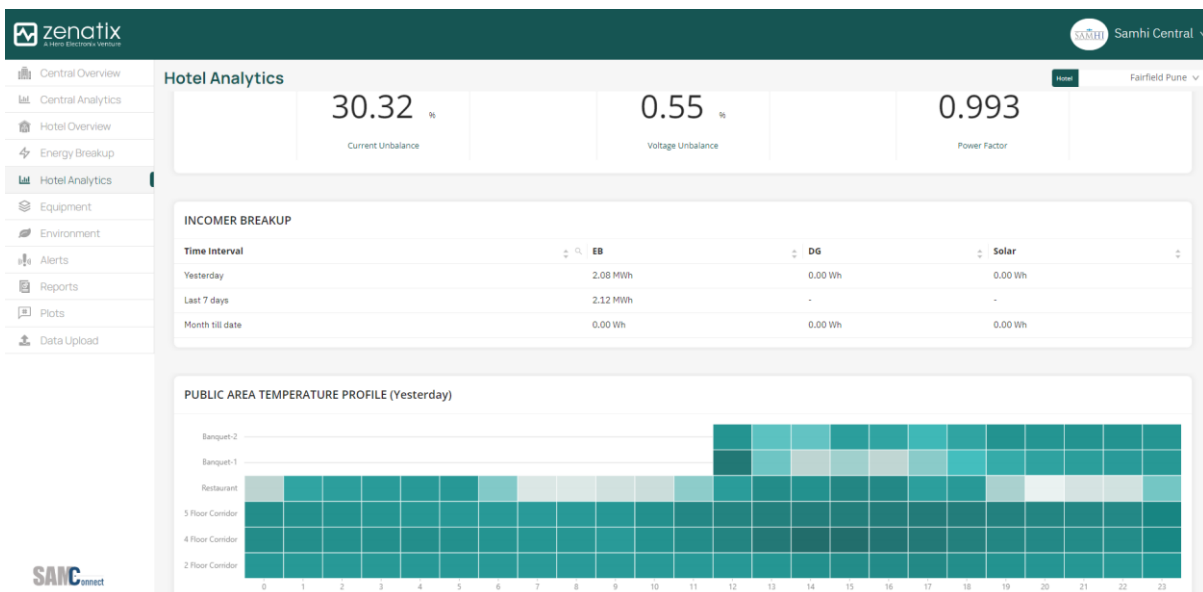 zenatix
A Hero Electronix Venture
SAMHI
Samhi Central
Central Overview
Central Analytics
Hotel Overview
Energy Breakup
Hotel Analytics
Equipment
Environment
Alerts
Reports
Plots
Data Upload
SAMConnect
Hotel Analytics
Hotel
Fairfield Pune
30.32 % 0.55 % 0.993
Current Unbalance Voltage Unbalance Power Factor
INCOMER BREAKUP
Time Interval EB DG Solar
Yesterday 2.08 MWh 0.00 Wh 0.00 Wh
Last 7 days 2.12 MWh - -
Month till date 0.00 Wh 0.00 Wh 0.00 Wh
PUBLIC AREA TEMPERATURE PROFILE (Yesterday)
Banquet-2
Banquet-1
Restaurant
5 Floor Corridor
4 Floor Corridor
2 Floor Corridor
0 1 2 3 4 5 6 7 8 9 10 11 12 13 14 15 16 17 18 19 20 21 22 23